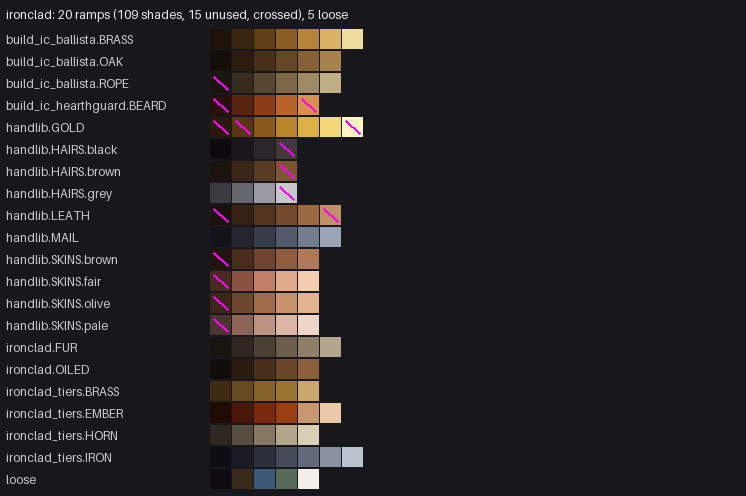 ironclad: 20 ramps (109 shades, 15 unused, crossed), 5 loose
build_ic_ballista.BRASS
build_ic_ballista.OAK
build_ic_ballista.ROPE
build_ic_hearthguard.BEARD
handlib.GOLD
handlib.HAIRS.black
handlib.HAIRS.brown
handlib.HAIRS.grey
handlib.LEATH
handlib.MAIL
handlib.SKINS.brown
handlib.SKINS.fair
handlib.SKINS.olive
handlib.SKINS.pale
ironclad.FUR
ironclad.OILED
ironclad_tiers.BRASS
ironclad_tiers.EMBER
ironclad_tiers.HORN
ironclad_tiers.IRON
loose